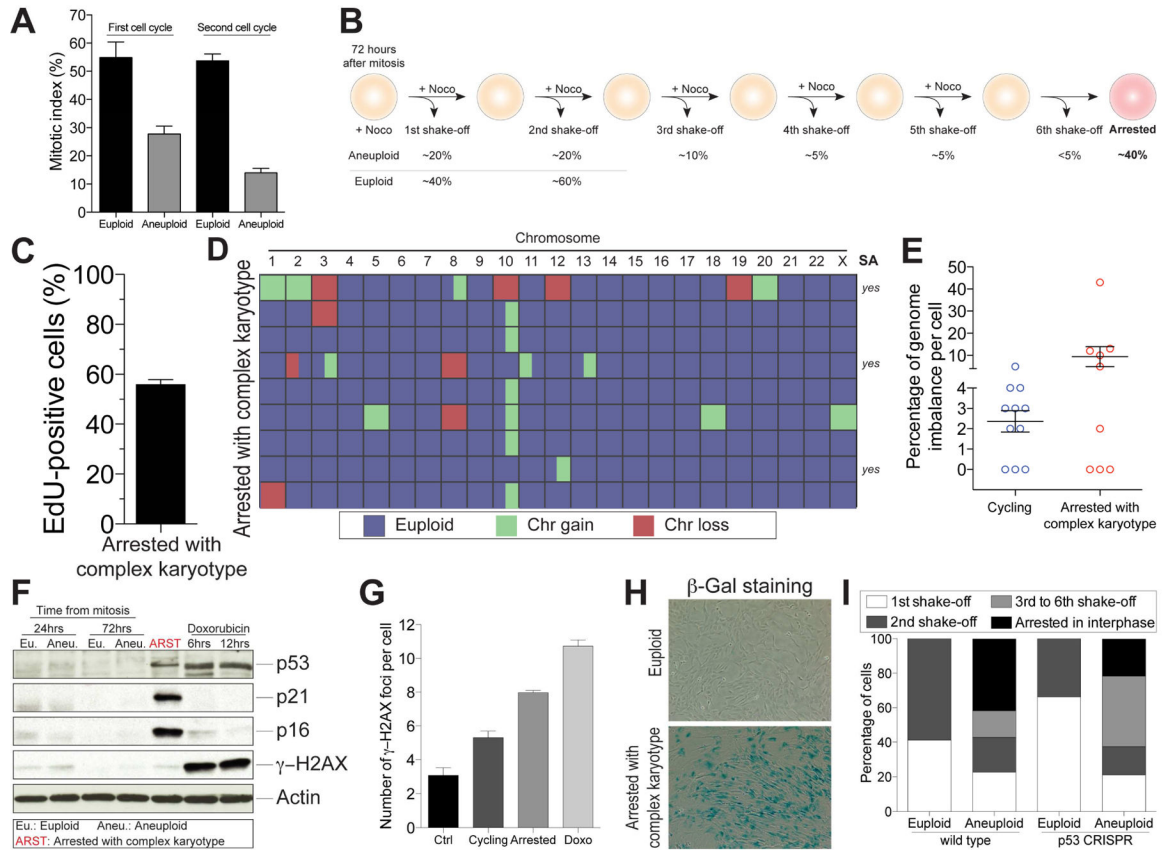 A
First cell cycle
Second cell cycle
Mitotic index (%)
70
60
50
40
30
20
10
0
Euploid
Aneuploid
Euploid
Aneuploid
B
72 hours
after mitosis
+ Noco
+ Noco
+ Noco
+ Noco
+ Noco
+ Noco
1st shake-off
2nd shake-off
3rd shake-off
4th shake-off
5th shake-off
6th shake-off
Arrested
Aneuploid
~20%
~20%
~10%
~5%
~5%
<5%
~40%
Euploid
~40%
~60%
C
EdU-positive cells (%)
100
80
60
40
20
0
Arrested with
complex karyotype
D
Chromosome
1 2 3 4 5 6 7 8 9 10 11 12 13 14 15 16 17 18 19 20 21 22 X
SA
yes
yes
yes
Arrested with complex karyotype
Euploid
Chr gain
Chr loss
E
Percentage of genome
imbalance per cell
50
40
30
20
10
4
3
2
1
0
Cycling
Arrested with
complex karyotype
F
Time from mitosis
24hrs
72hrs
Doxorubicin
Eu.
Aneu.
Eu.
Aneu.
ARST
6hrs
12hrs
p53
p21
p16
γ-H2AX
Actin
Eu.: Euploid
Aneu.: Aneuploid
ARST: Arrested with complex karyotype
G
Number of γ-H2AX foci per cell
12
10
8
6
4
2
0
Ctrl
Cycling
Arrested
Doxo
H
β-Gal staining
Euploid
Arrested with
complex karyotype
I
1st shake-off
3rd to 6th shake-off
2nd shake-off
Arrested in interphase
Percentage of cells
100
80
60
40
20
0
Euploid
Aneuploid
Euploid
Aneuploid
wild type
p53 CRISPR